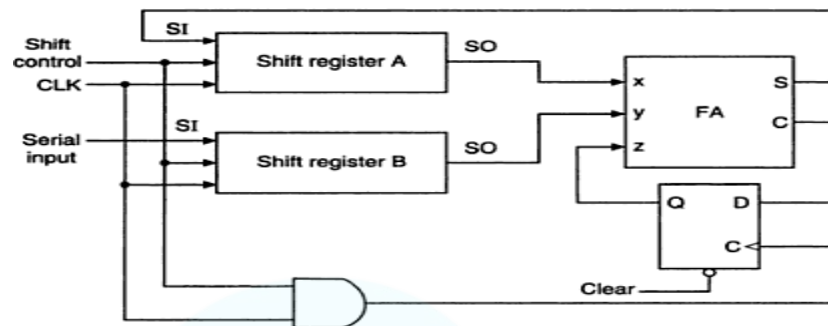 SI
Shift
control
CLK
Shift register A
SO
x
y
z
FA
S
C
Serial
input
SI
Shift register B
SO
Q
D
C
Clear